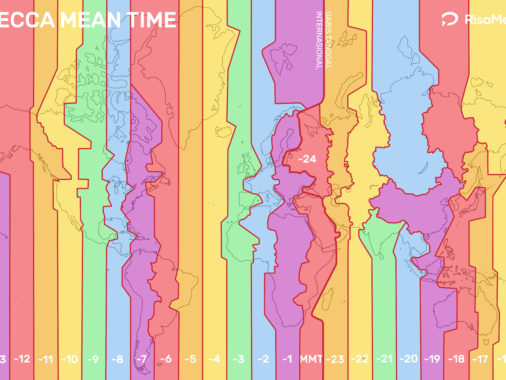 ECCA MEAN TIME
GARIS TANGGAL
INTERNASIONAL
RisaMe
-24
3 -12 -11 -10 -9 -8 -7 -6 -5 -4 -3 -2 -1 MMT -23 -22 -21 -20 -19 -18 -17 -1